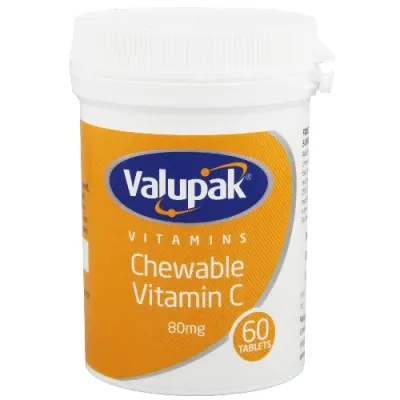 Valupak®
VITAMINS
Chewable
Vitamin C
80mg
60
TABLETS